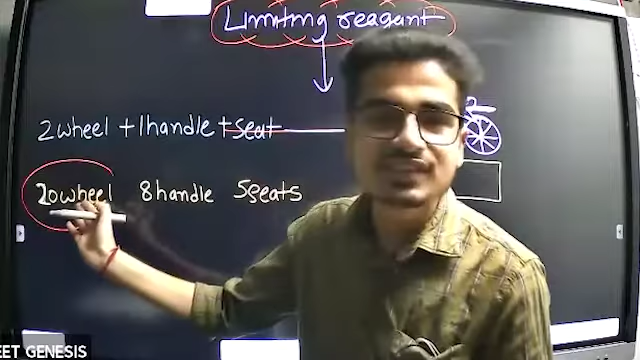 Limiting reagent
2wheel + 1handle + seat
20wheel 8handle 5seats
EET GENESIS